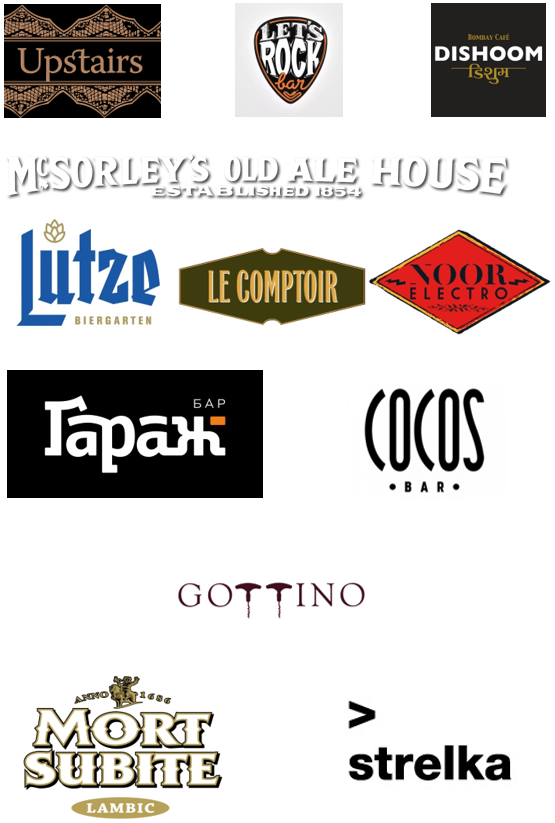 Upstairs
LET'S
ROCK
bar
BOMBAY CAFÉ
DISHOOM
डिशुम
McSORLEY'S OLD ALE HOUSE
ESTABLISHED 1854
Lutze
BIERGARTEN
LE COMPTOIR
NOOR
ELECTRO
БАР
Гараж
COCOS
• BAR •
GOTTINO
ANNO 1686
MORT
SUBITE
LAMBIC
>
strelka